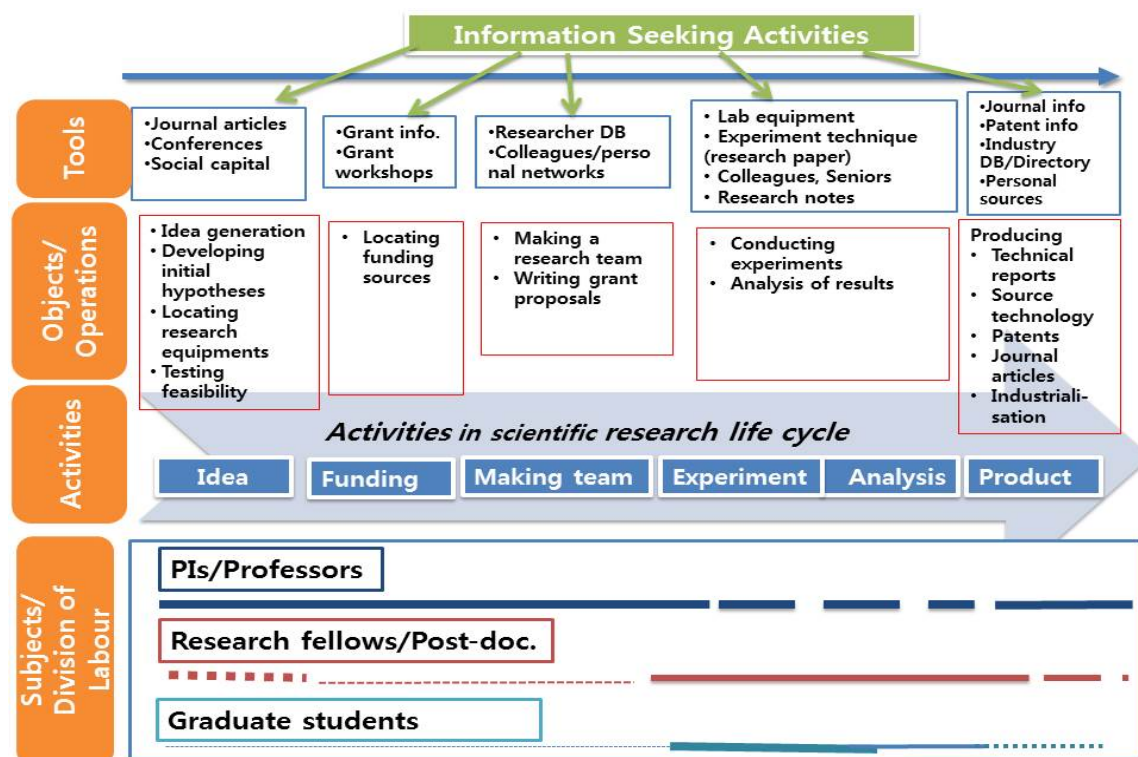 Information Seeking Activities
Tools
•Journal articles
•Conferences
•Social capital
•Grant info.
•Grant
workshops
•Researcher DB
•Colleagues/perso
nal networks
• Lab equipment
• Experiment technique
(research paper)
• Colleagues, Seniors
• Research notes
•Journal info
•Patent info
•Industry
DB/Directory
•Personal
sources
Objects/
Operations
• Idea generation
• Developing
initial
hypotheses
• Locating
research
equipments
• Testing
feasibility
• Locating
funding
sources
• Making a
research team
• Writing grant
proposals
• Conducting
experiments
• Analysis of results
Producing
• Technical
reports
• Source
technology
• Patents
• Journal
articles
• Industriali-
sation
Activities
Activities in scientific research life cycle
Idea
Funding
Making team
Experiment
Analysis
Product
Subjects/
Division of
Labour
PIs/Professors
Research fellows/Post-doc.
Graduate students